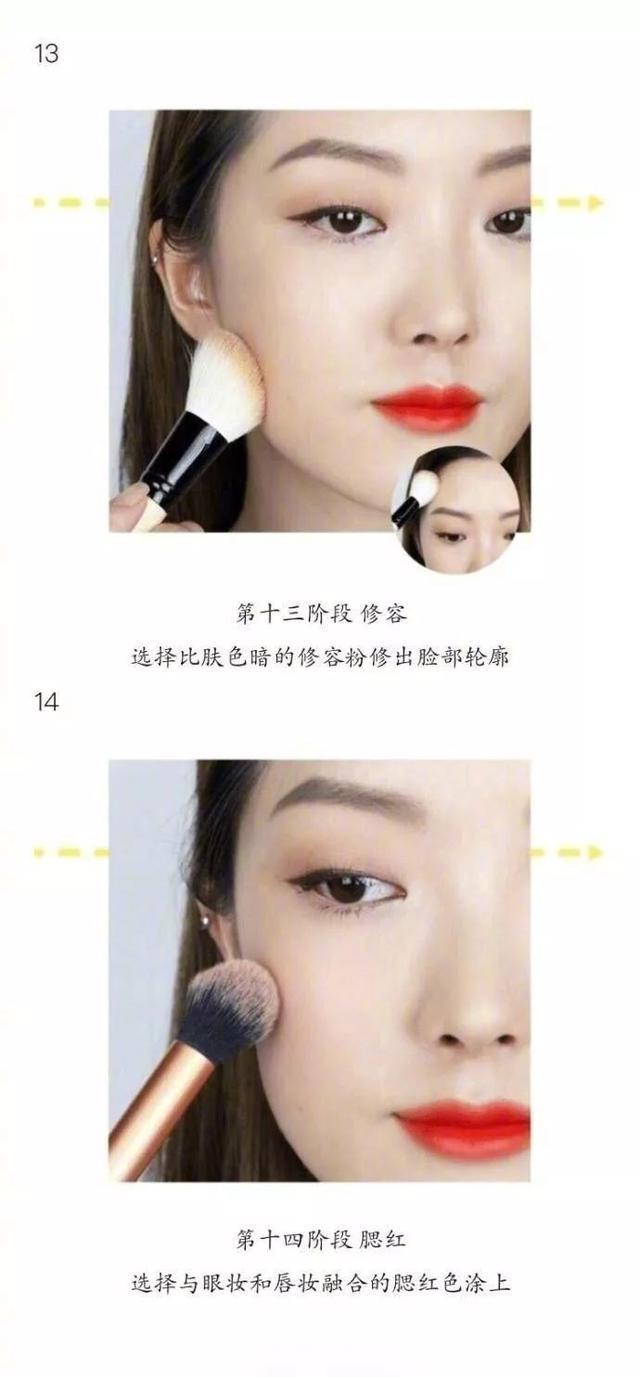 13
第十三阶段 修容
选择比肤色暗的修容粉修出脸部轮廓
14
第十四阶段 腮红
选择与眼妆和唇妆融合的腮红色涂上